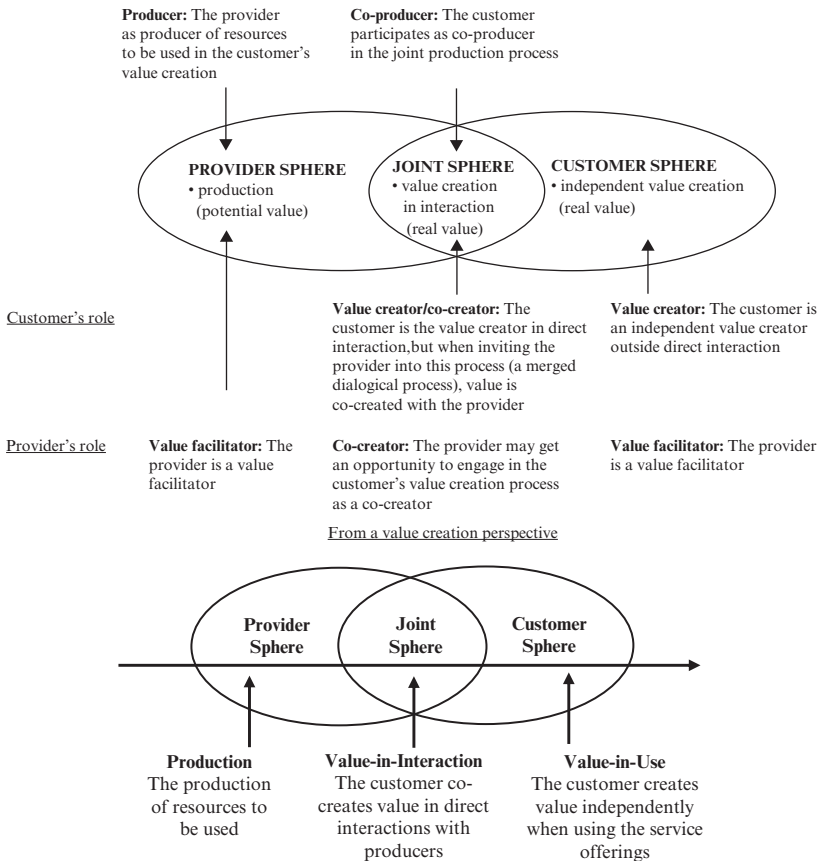 Producer: The provider
as producer of resources
to be used in the customer's
value creation
Co-producer: The customer
participates as co-producer
in the joint production process
PROVIDER SPHERE
• production
(potential value)
JOINT SPHERE
• value creation
in interaction
(real value)
CUSTOMER SPHERE
• independent value creation
(real value)
Customer's role
Value creator/co-creator: The
customer is the value creator in direct
interaction,but when inviting the
provider into this process (a merged
dialogical process), value is
co-created with the provider
Value creator: The customer is
an independent value creator
outside direct interaction
Provider's role
Value facilitator: The
provider is a value
facilitator
Co-creator: The provider may get
an opportunity to engage in the
customer's value creation process
as a co-creator
Value facilitator: The provider
is a value facilitator
From a value creation perspective
Provider
Sphere
Joint
Sphere
Customer
Sphere
Production
The production
of resources to
be used
Value-in-Interaction
The customer co-
creates value in direct
interactions with
producers
Value-in-Use
The customer creates
value independently
when using the service
offerings